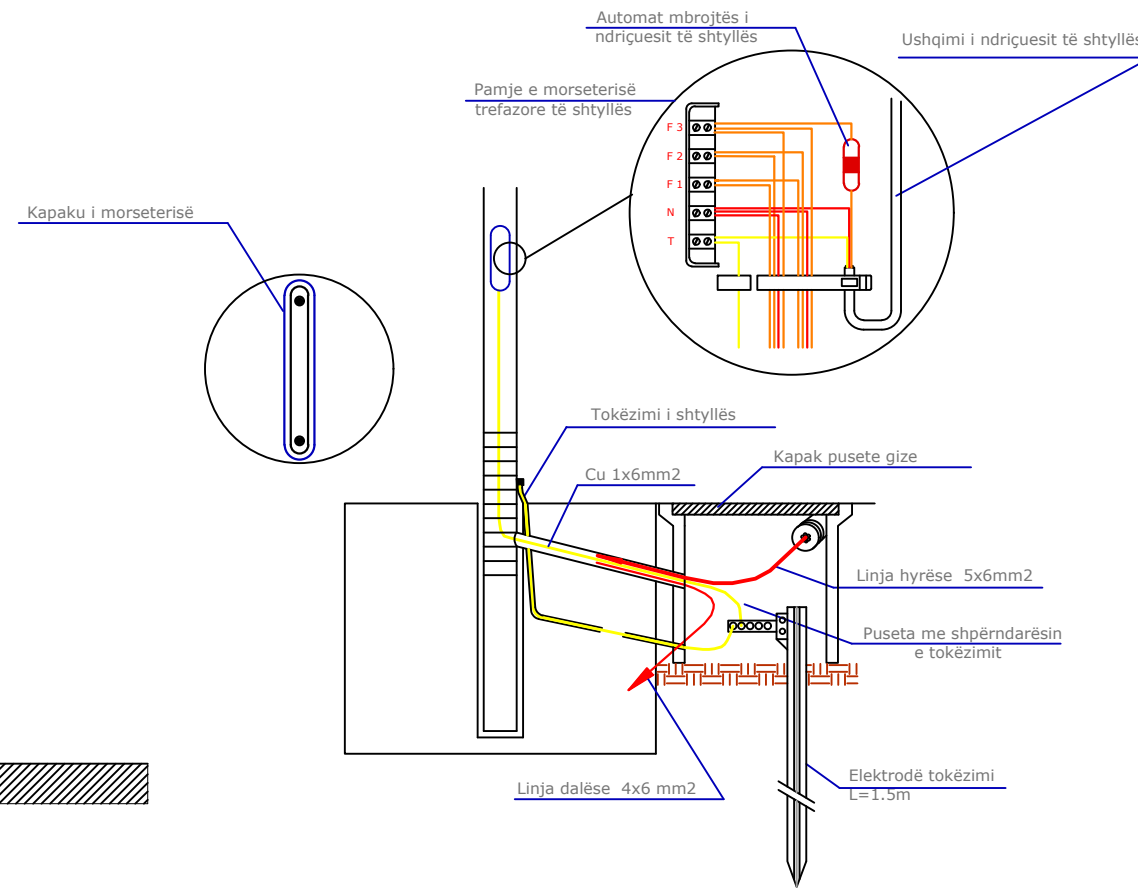 Automat mbrojtës i
ndriçuesit të shtyllës
Ushqimi i ndriçuesit të shtyllës
Pamje e morseterisë
trefazore të shtyllës
F 3
F 2
F 1
N
T
Kapaku i morseterisë
Tokëzimi i shtyllës
Kapak pusete gize
Cu 1x6mm2
Linja hyrëse 5x6mm2
Puseta me shpërndarësin
e tokëzimit
Elektrodë tokëzimi
L=1.5m
Linja dalëse 4x6 mm2